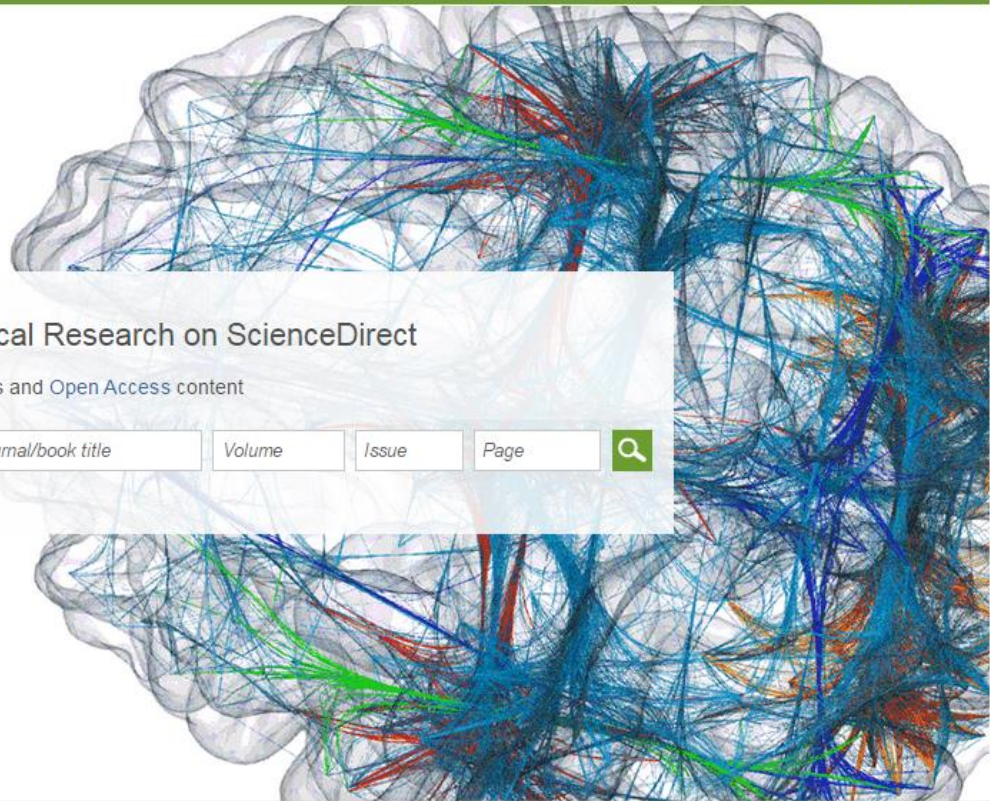 cal Research on ScienceDirect
s and Open Access content
rnal/book title Volume Issue Page